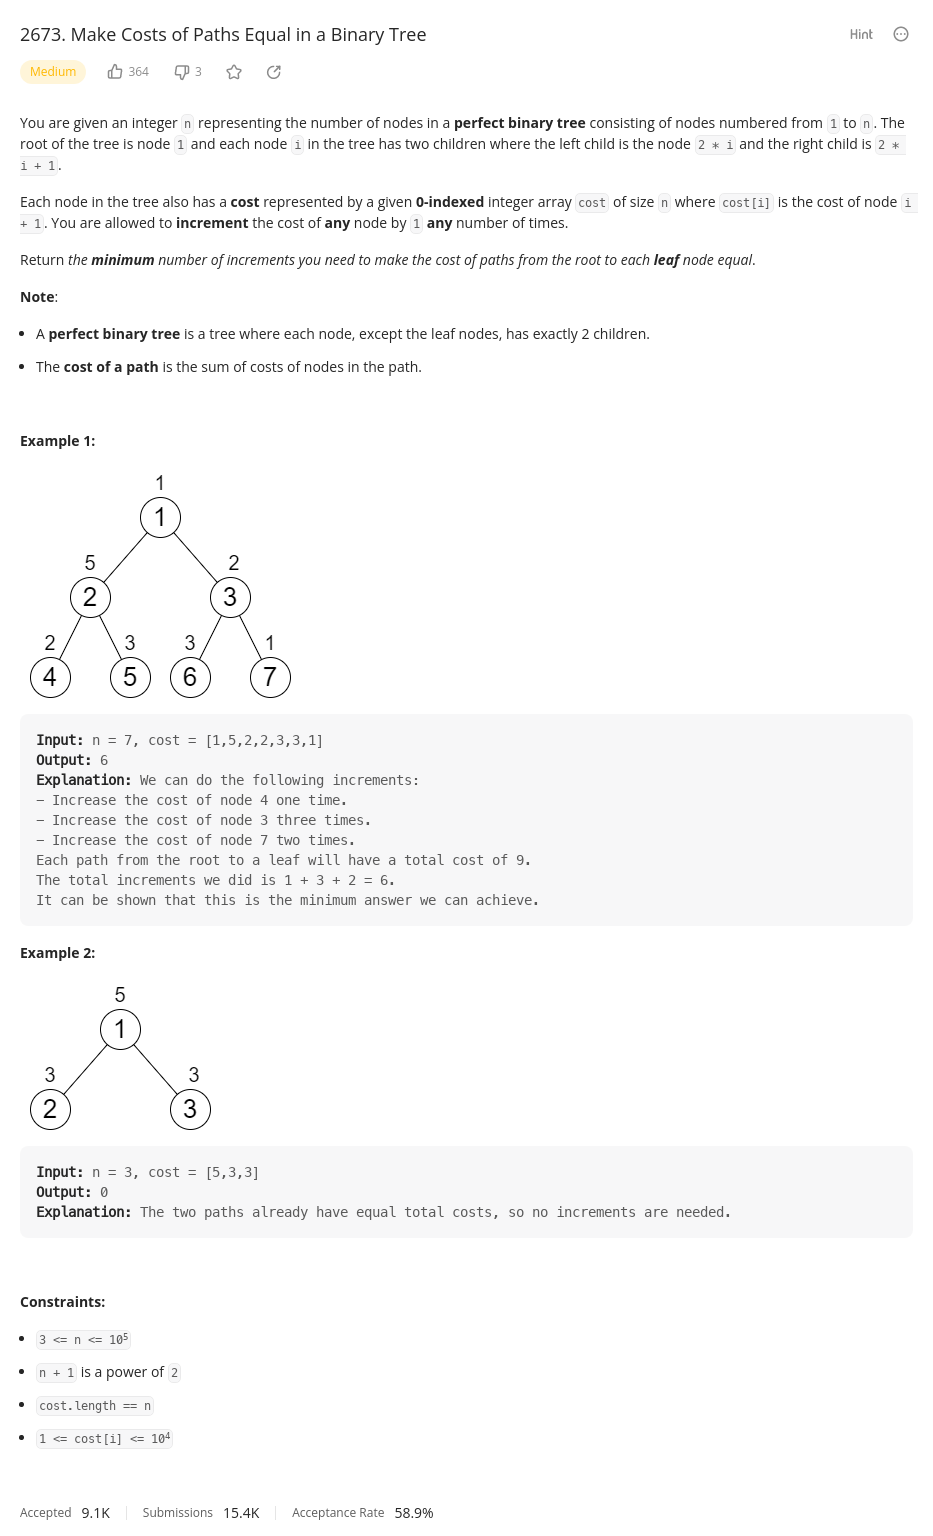 2673. Make Costs of Paths Equal in a Binary Tree
Hint
Medium 364 3
You are given an integer n representing the number of nodes in a perfect binary tree consisting of nodes numbered from 1 to n. The
root of the tree is node 1 and each node i in the tree has two children where the left child is the node 2 * i and the right child is 2 *
i + 1.
Each node in the tree also has a cost represented by a given 0-indexed integer array cost of size n where cost[i] is the cost of node i
+ 1. You are allowed to increment the cost of any node by 1 any number of times.
Return the minimum number of increments you need to make the cost of paths from the root to each leaf node equal.
Note:
• A perfect binary tree is a tree where each node, except the leaf nodes, has exactly 2 children.
• The cost of a path is the sum of costs of nodes in the path.
Example 1:
1
1
5 2
2 3
2 3 3 1
4 5 6 7
Input: n = 7, cost = [1,5,2,2,3,3,1]
Output: 6
Explanation: We can do the following increments:
- Increase the cost of node 4 one time.
- Increase the cost of node 3 three times.
- Increase the cost of node 7 two times.
Each path from the root to a leaf will have a total cost of 9.
The total increments we did is 1 + 3 + 2 = 6.
It can be shown that this is the minimum answer we can achieve.
Example 2:
5
1
3 3
2 3
Input: n = 3, cost = [5,3,3]
Output: 0
Explanation: The two paths already have equal total costs, so no increments are needed.
Constraints:
• 3 <= n <= 10⁵
• n + 1 is a power of 2
• cost.length == n
• 1 <= cost[i] <= 10⁴
Accepted 9.1K Submissions 15.4K Acceptance Rate 58.9%